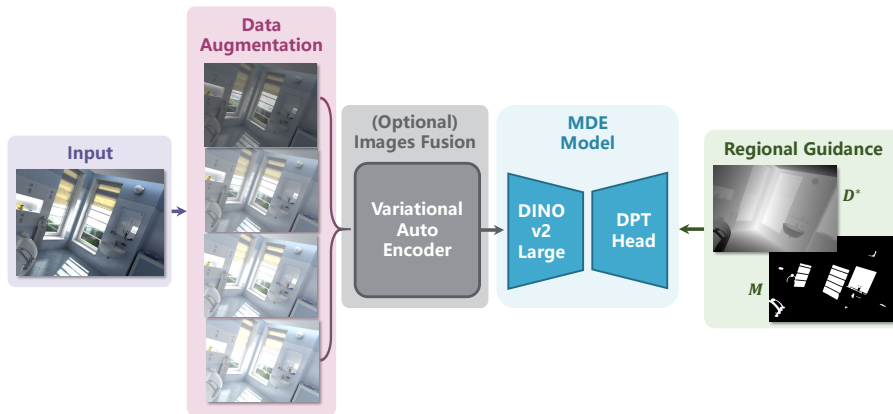 Data
Augmentation
Input
(Optional)
Images Fusion
Variational
Auto
Encoder
MDE
Model
DINO
v2
Large
DPT
Head
Regional Guidance
D*
M